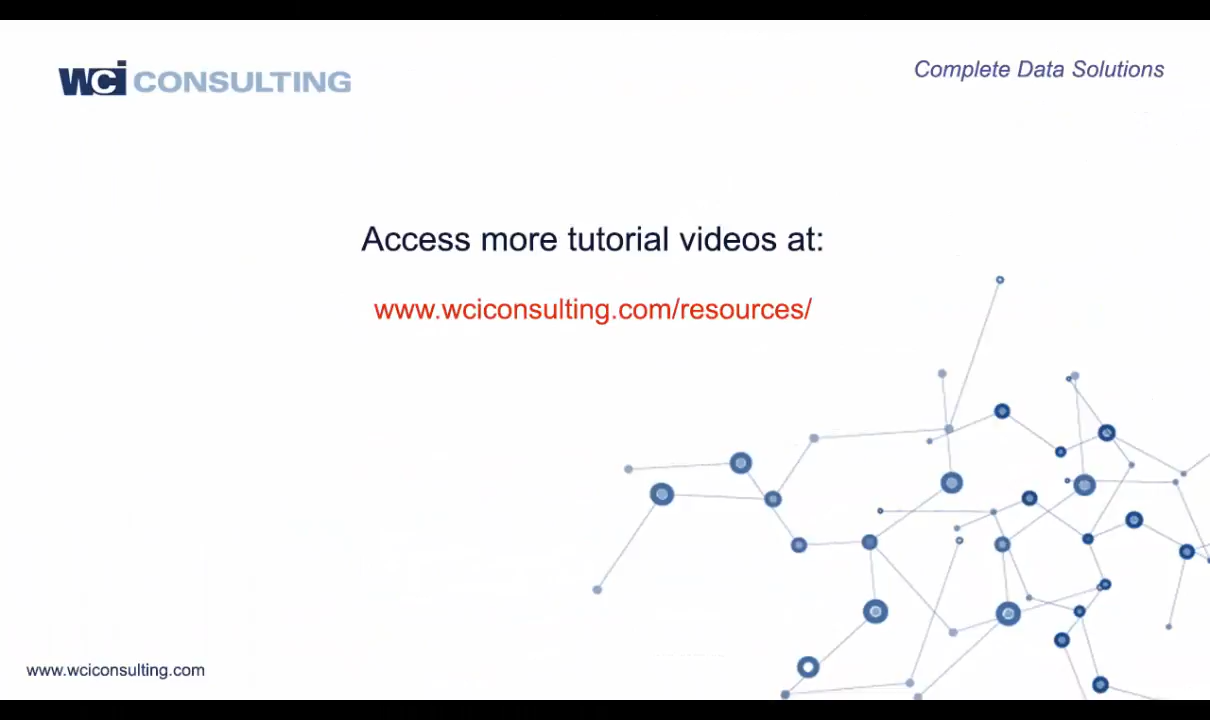 WCi CONSULTING
Complete Data Solutions
Access more tutorial videos at:
www.wciconsulting.com/resources/
www.wciconsulting.com